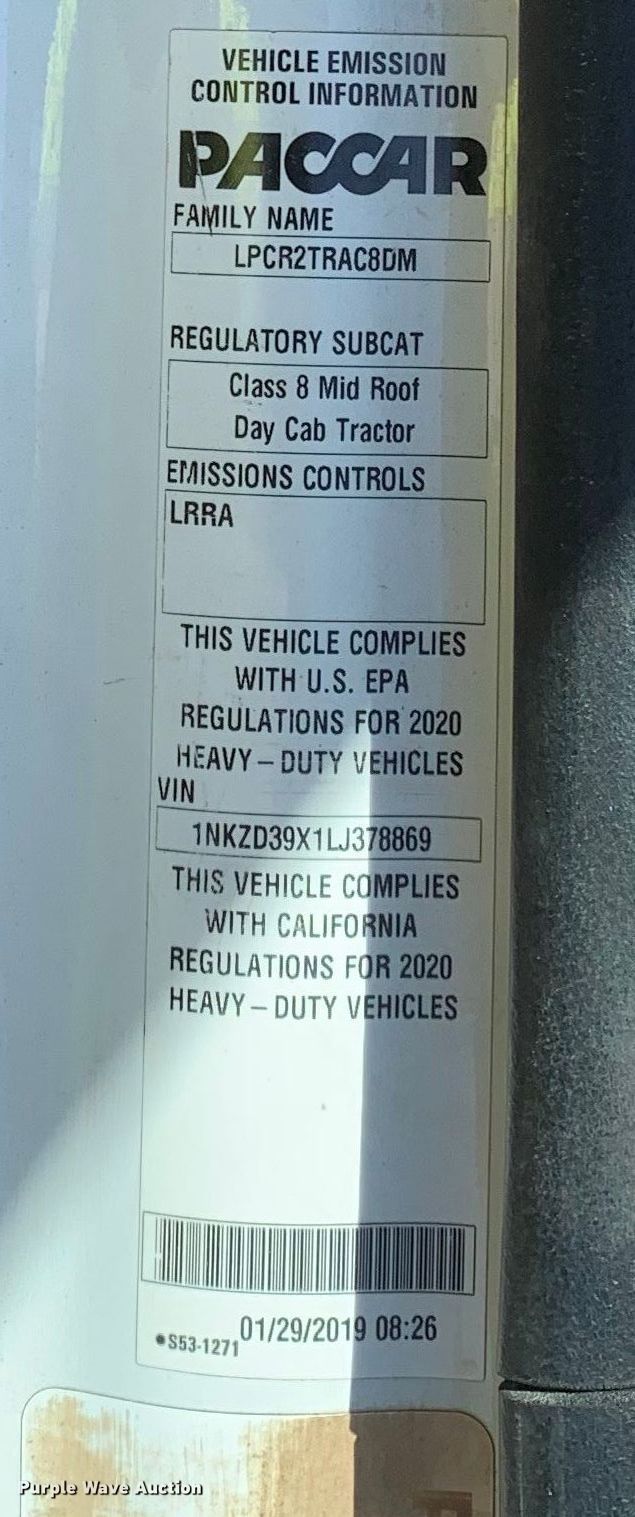 VEHICLE EMISSION
CONTROL INFORMATION
PACCAR
FAMILY NAME
LPCR2TRAC8DM
REGULATORY SUBCAT
Class 8 Mid Roof
Day Cab Tractor
EMISSIONS CONTROLS
LRRA
THIS VEHICLE COMPLIES
WITH U.S. EPA
REGULATIONS FOR 2020
HEAVY–DUTY VEHICLES
VIN
1NKZD39X1LJ378869
THIS VEHICLE COMPLIES
WITH CALIFORNIA
REGULATIONS FOR 2020
HEAVY–DUTY VEHICLES
●S53-1271 01/29/2019 08:26
Purple Wave Auction